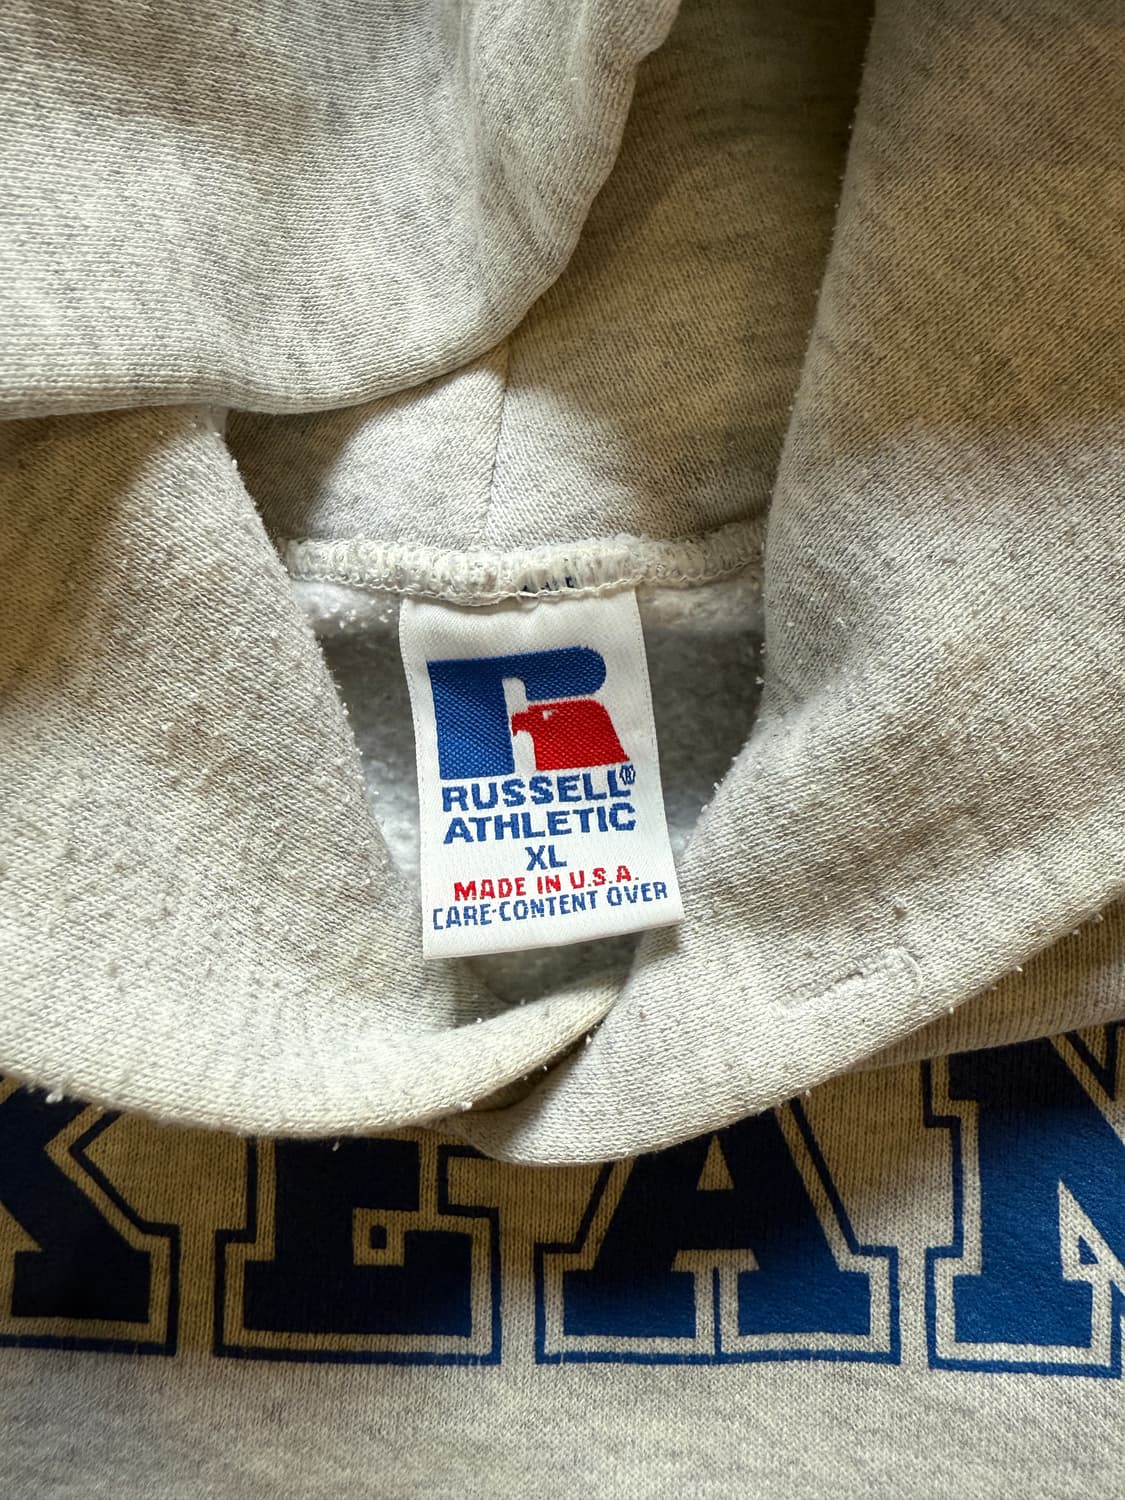 RUSSELL®
ATHLETIC
XL
MADE IN U.S.A.
CARE-CONTENT OVER
KEAN